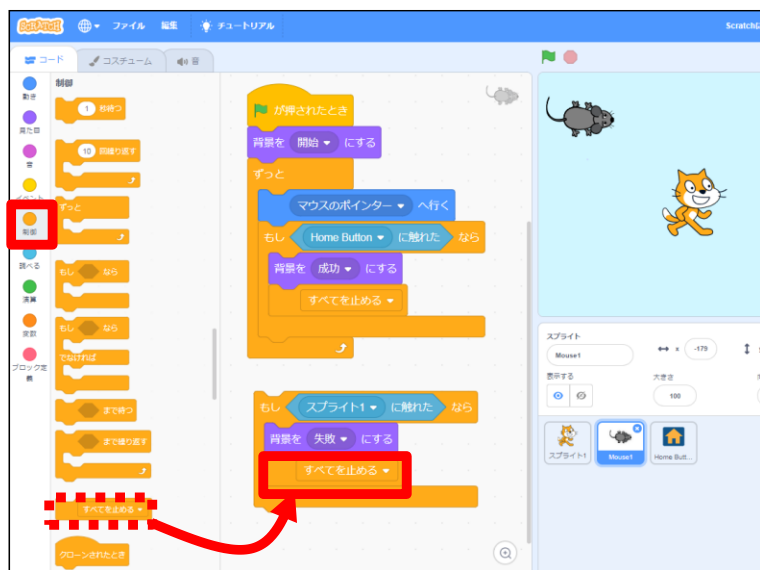 SCRATCH ファイル 編集 チュートリアル
コード コスチューム 音
動き
見た目
音
イベント
制御
調べる
演算
変数
ブロック定
義
制御
1 秒待つ
10 回繰り返す
ずっと
もし なら
もし なら
でなければ
まで待つ
まで繰り返す
すべてを止める
クローンされたとき
が押されたとき
背景を 開始 にする
ずっと
マウスのポインター へ行く
もし Home Button に触れた なら
背景を 成功 にする
すべてを止める
もし スプライト1 に触れた なら
背景を 失敗 にする
すべてを止める
スプライト
Mouse1
x -179
表示する
大きさ
100
スプライト1
Mouse1
Home Butt...